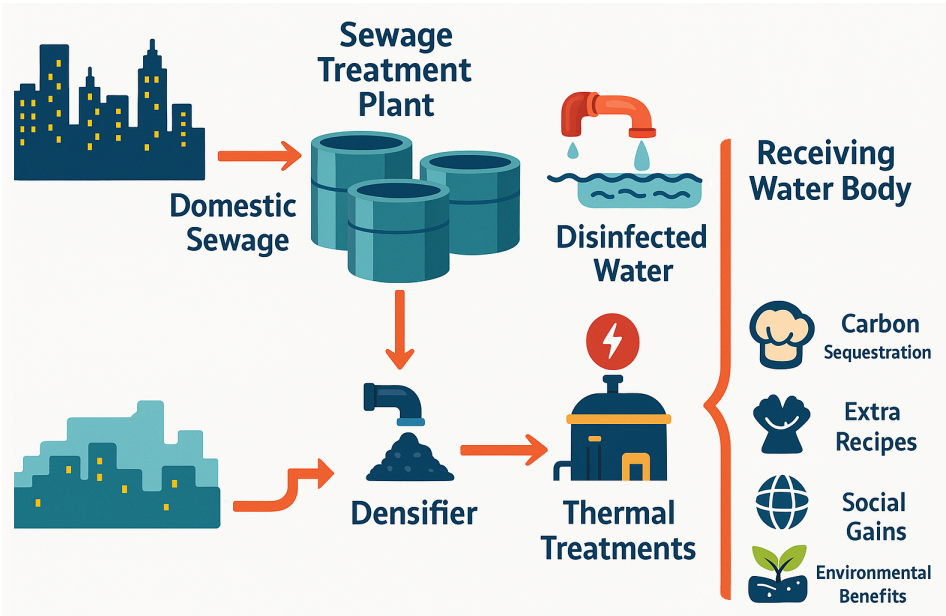 Sewage
Treatment
Plant
Domestic
Sewage
Disinfected
Water
Receiving
Water Body
Carbon
Sequestration
Extra
Recipes
Social
Gains
Environmental
Benefits
Densifier
Thermal
Treatments